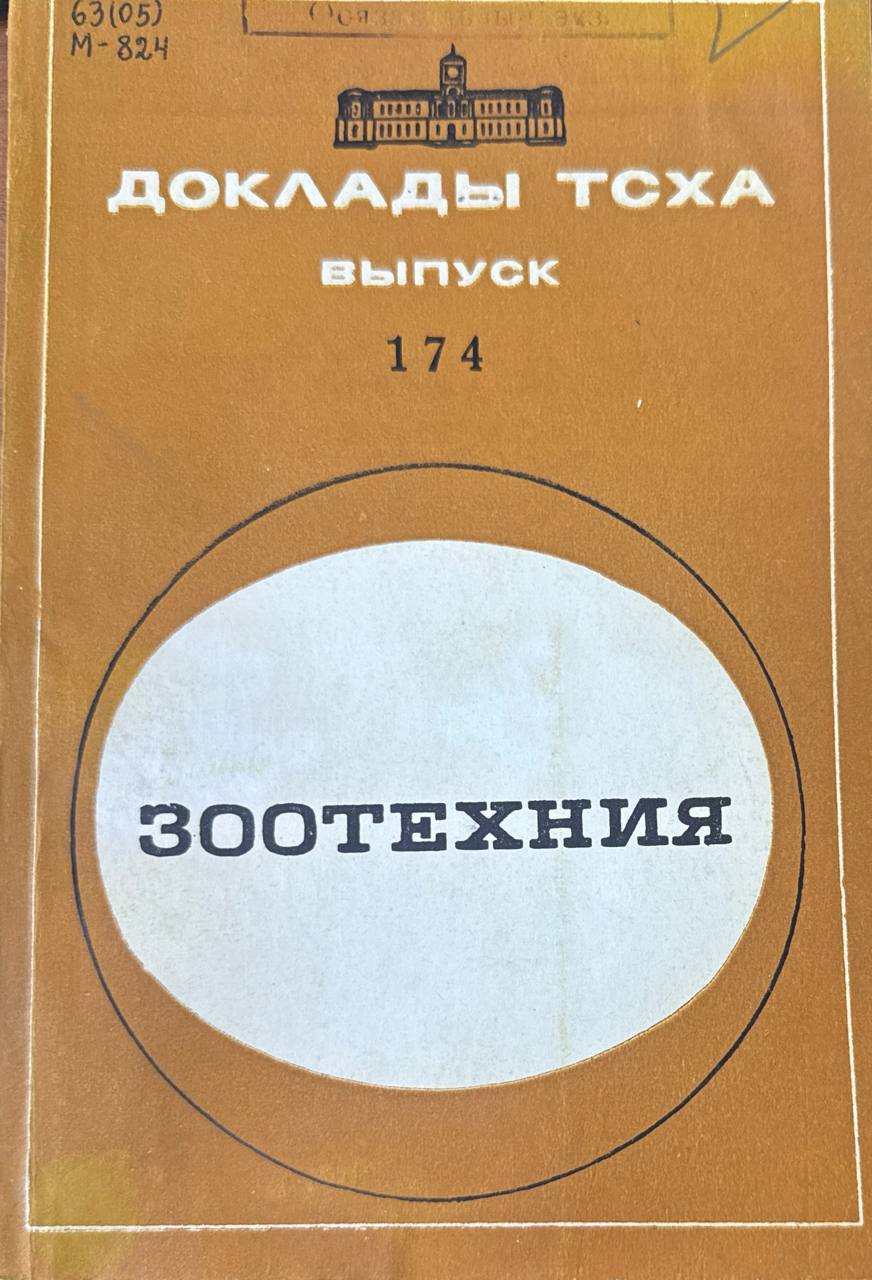 63(05)
М-824
ДОКЛАДЫ ТСХА
ВЫПУСК
174
ЗООТЕХНИЯ